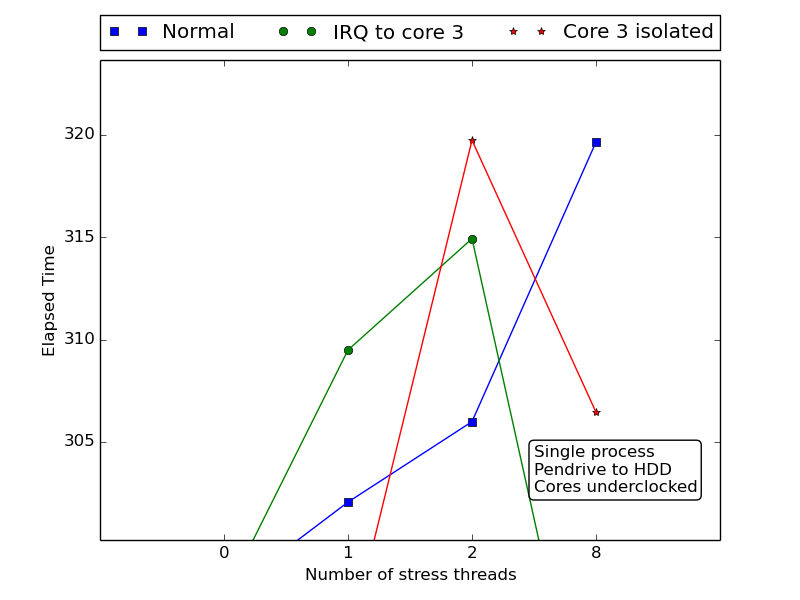 Normal IRQ to core 3 Core 3 isolated
320
315
310
305
Elapsed Time
Single process
Pendrive to HDD
Cores underclocked
0 1 2 8
Number of stress threads